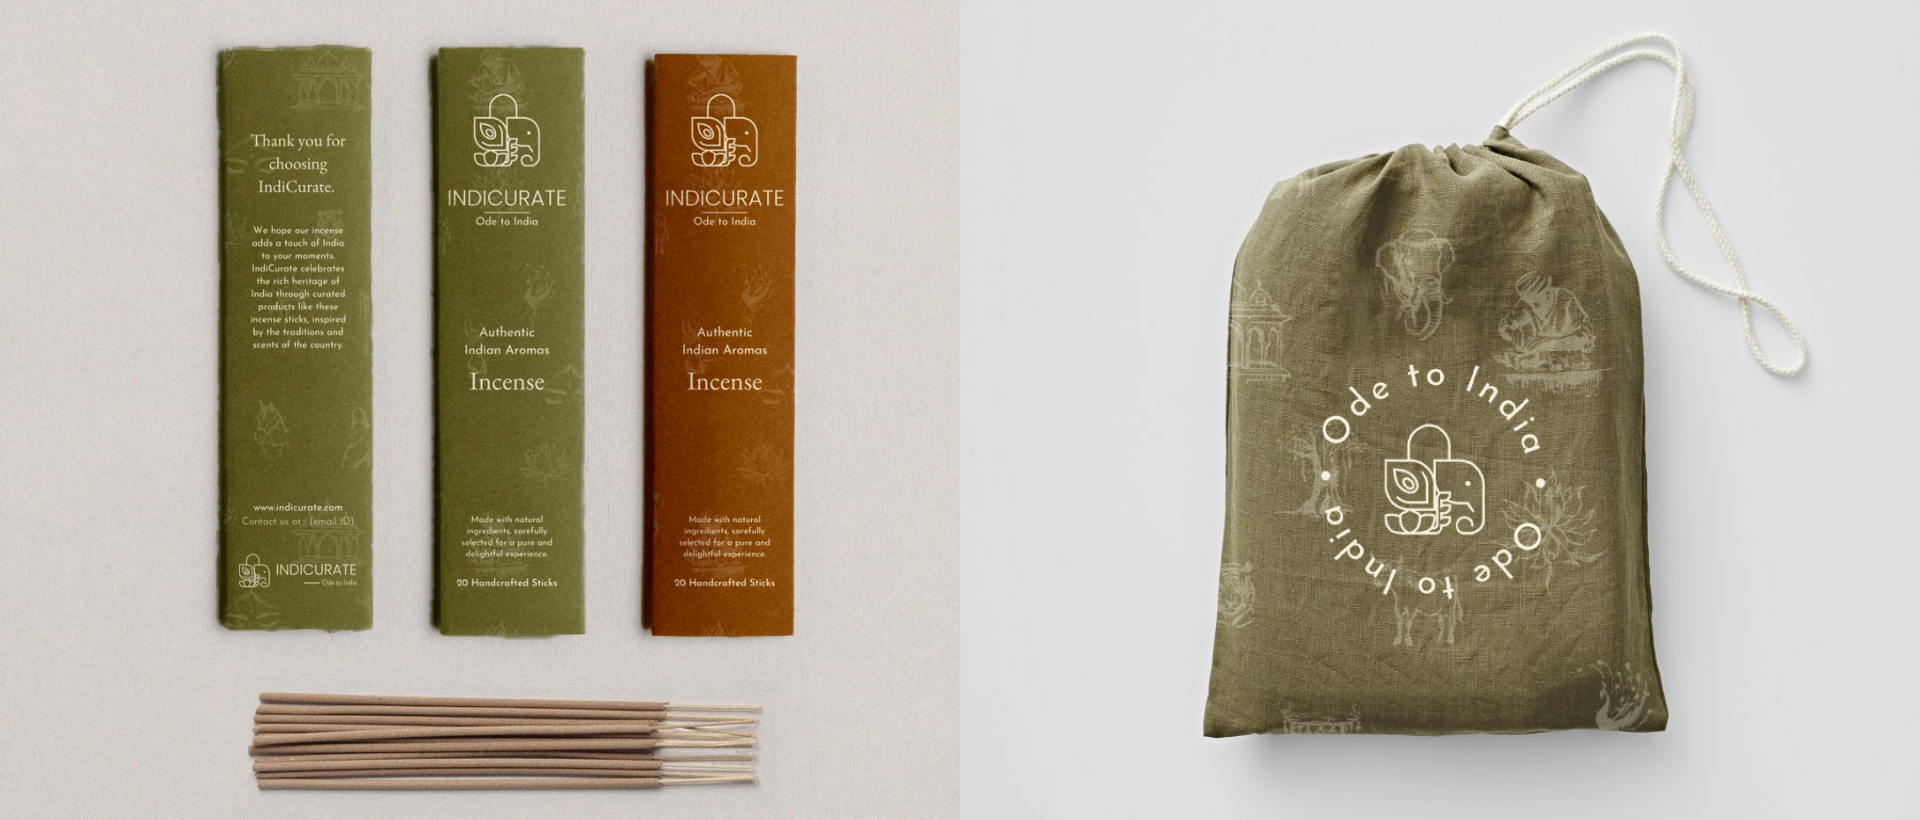 Thank you for
choosing
IndiCurate.
We hope our incense
adds a touch of India
to your moments.
IndiCurate celebrates
the rich heritage of
India through curated
products like these
incense sticks, inspired
by the traditions and
scents of the country.
www.indicurate.com
Contact us at : (email ID)
INDICURATE
Ode to India
INDICURATE
Ode to India
Authentic
Indian Aromas
Incense
Made with natural
ingredients, carefully
selected for a pure and
delightful experience.
20 Handcrafted Sticks
INDICURATE
Ode to India
Authentic
Indian Aromas
Incense
Made with natural
ingredients, carefully
selected for a pure and
delightful experience.
20 Handcrafted Sticks
Ode to India
Ode to India